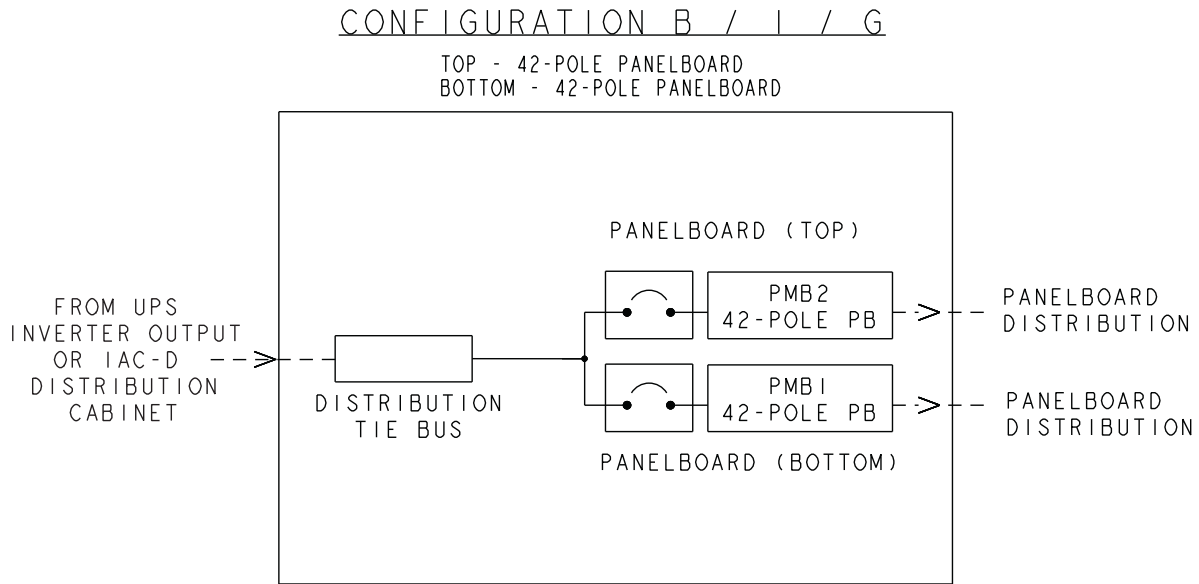 CONFIGURATION B / I / G
TOP - 42-POLE PANELBOARD
BOTTOM - 42-POLE PANELBOARD
PANELBOARD (TOP)
FROM UPS
INVERTER OUTPUT
OR IAC-D
DISTRIBUTION
CABINET
DISTRIBUTION
TIE BUS
PMB2
42-POLE PB
PANELBOARD
DISTRIBUTION
PMB1
42-POLE PB
PANELBOARD
DISTRIBUTION
PANELBOARD (BOTTOM)